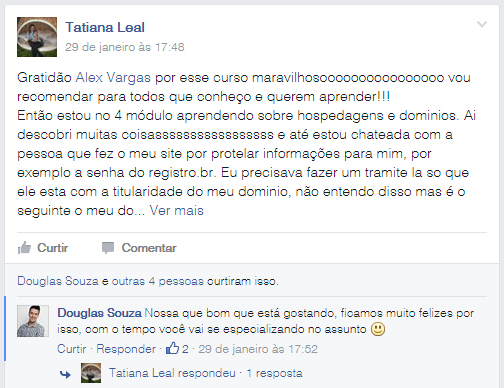 Tatiana Leal
29 de janeiro às 17:48
Gratidão Alex Vargas por esse curso maravilhosoooooooooooooooo vou
recomendar para todos que conheço e querem aprender!!!
Então estou no 4 módulo aprendendo sobre hospedagens e dominios. Ai
descobri muitas coisassssssssssssssssss e até estou chateada com a
pessoa que fez o meu site por protelar informações para mim, por
exemplo a senha do registro.br. Eu precisava fazer um tramite la so que
ele esta com a titularidade do meu dominio, não entendo disso mas é o
seguinte o meu do... Ver mais
Curtir Comentar
Douglas Souza e outras 4 pessoas curtiram isso.
Douglas Souza Nossa que bom que está gostando, ficamos muito felizes por
isso, com o tempo você vai se especializando no assunto
Curtir · Responder · 2 · 29 de janeiro às 17:52
Tatiana Leal respondeu · 1 resposta